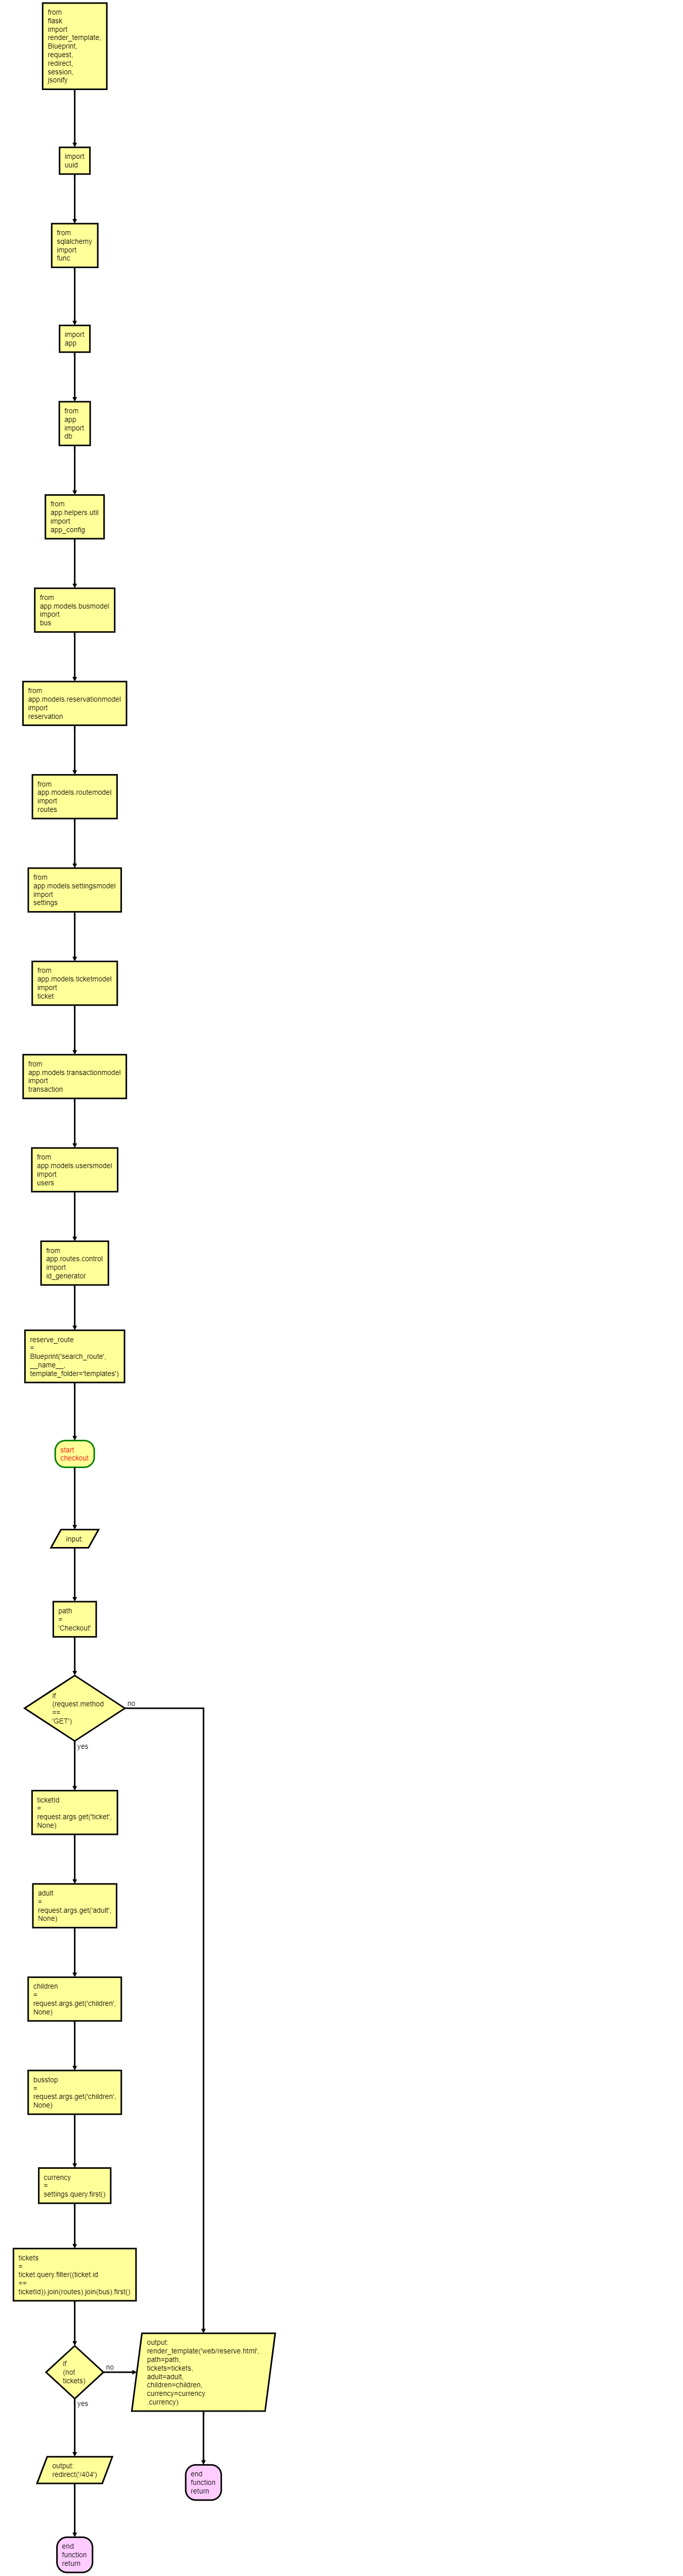 from
flask
import
render_template,
Blueprint,
request,
redirect,
session,
jsonify
import
uuid
from
sqlalchemy
import
func
import
app
from
app
import
db
from
app.helpers.util
import
app_config
from
app.models.busmodel
import
bus
from
app.models.reservationmodel
import
reservation
from
app.models.routemodel
import
routes
from
app.models.settingsmodel
import
settings
from
app.models.ticketmodel
import
ticket
from
app.models.transactionmodel
import
transaction
from
app.models.usersmodel
import
users
from
app.routes.control
import
id_generator
reserve_route
=
Blueprint('search_route',
__name__,
template_folder='templates')
start
checkout
input:
path
=
'Checkout'
if
(request.method
==
'GET')
no
yes
ticketId
=
request.args.get('ticket',
None)
adult
=
request.args.get('adult',
None)
children
=
request.args.get('children',
None)
busstop
=
request.args.get('children',
None)
currency
=
settings.query.first()
tickets
=
ticket.query.filter((ticket.id
==
ticketId)).join(routes).join(bus).first()
if
(not
tickets)
no
yes
output:
render_template('web/reserve.html',
path=path,
tickets=tickets,
adult=adult,
children=children,
currency=currency
.currency)
output:
redirect('/404')
end
function
return
end
function
return